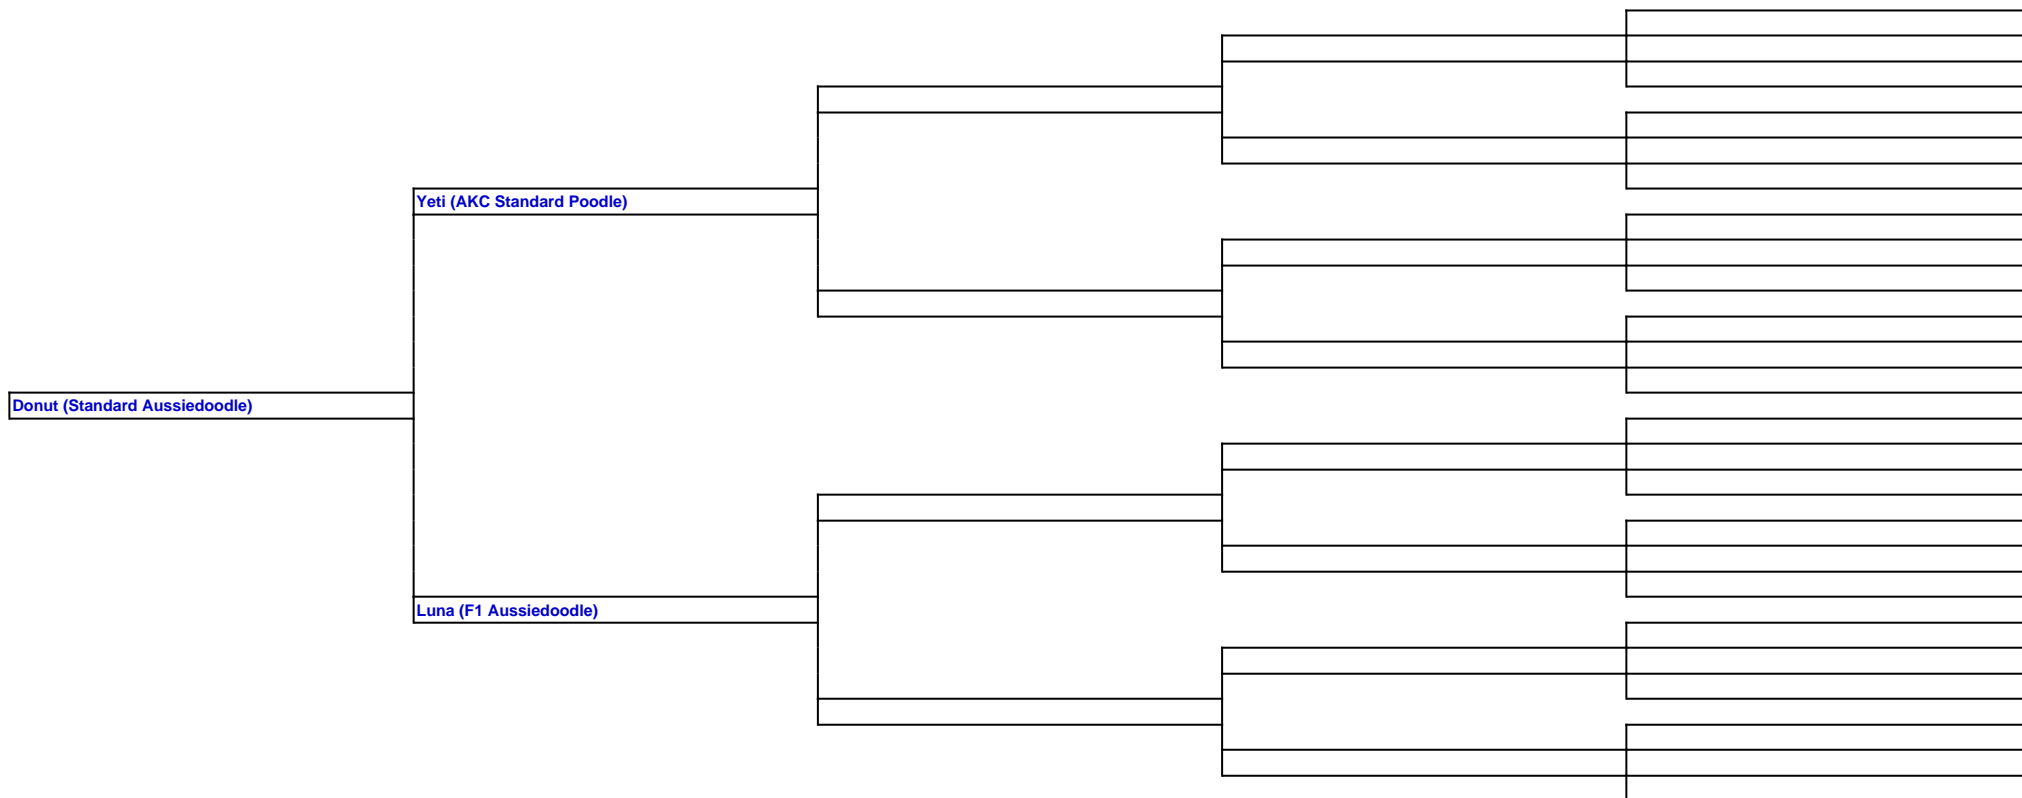 Yeti (AKC Standard Poodle)
Donut (Standard Aussiedoodle)
Luna (F1 Aussiedoodle)